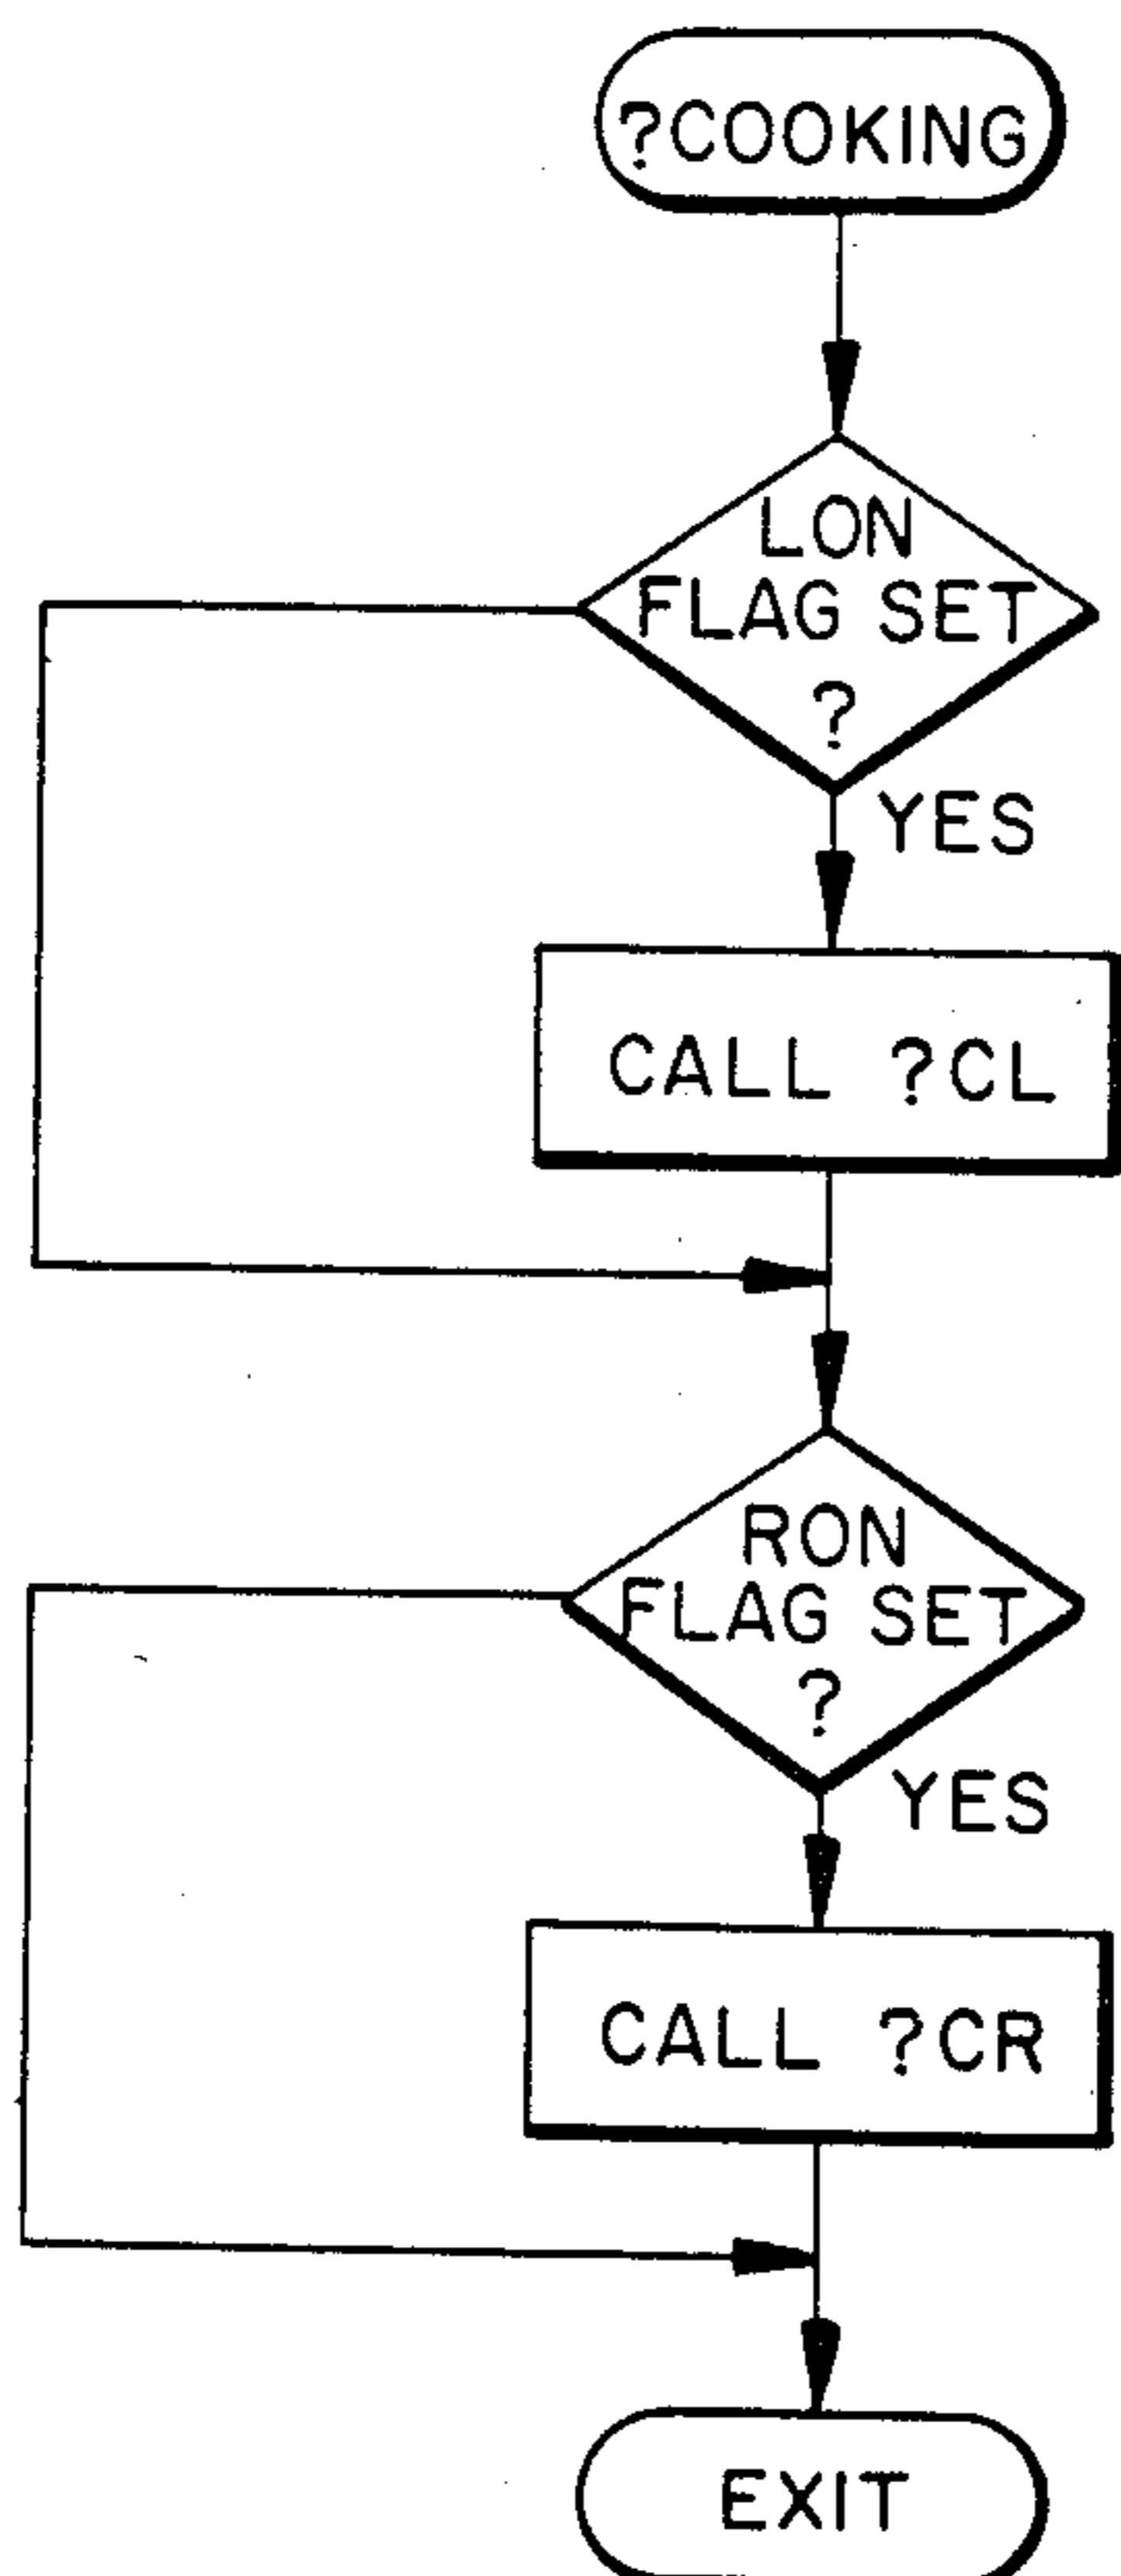 ?COOKING
LON
FLAG SET
?
YES
CALL ?CL
RON
FLAG SET
?
YES
CALL ?CR
EXIT